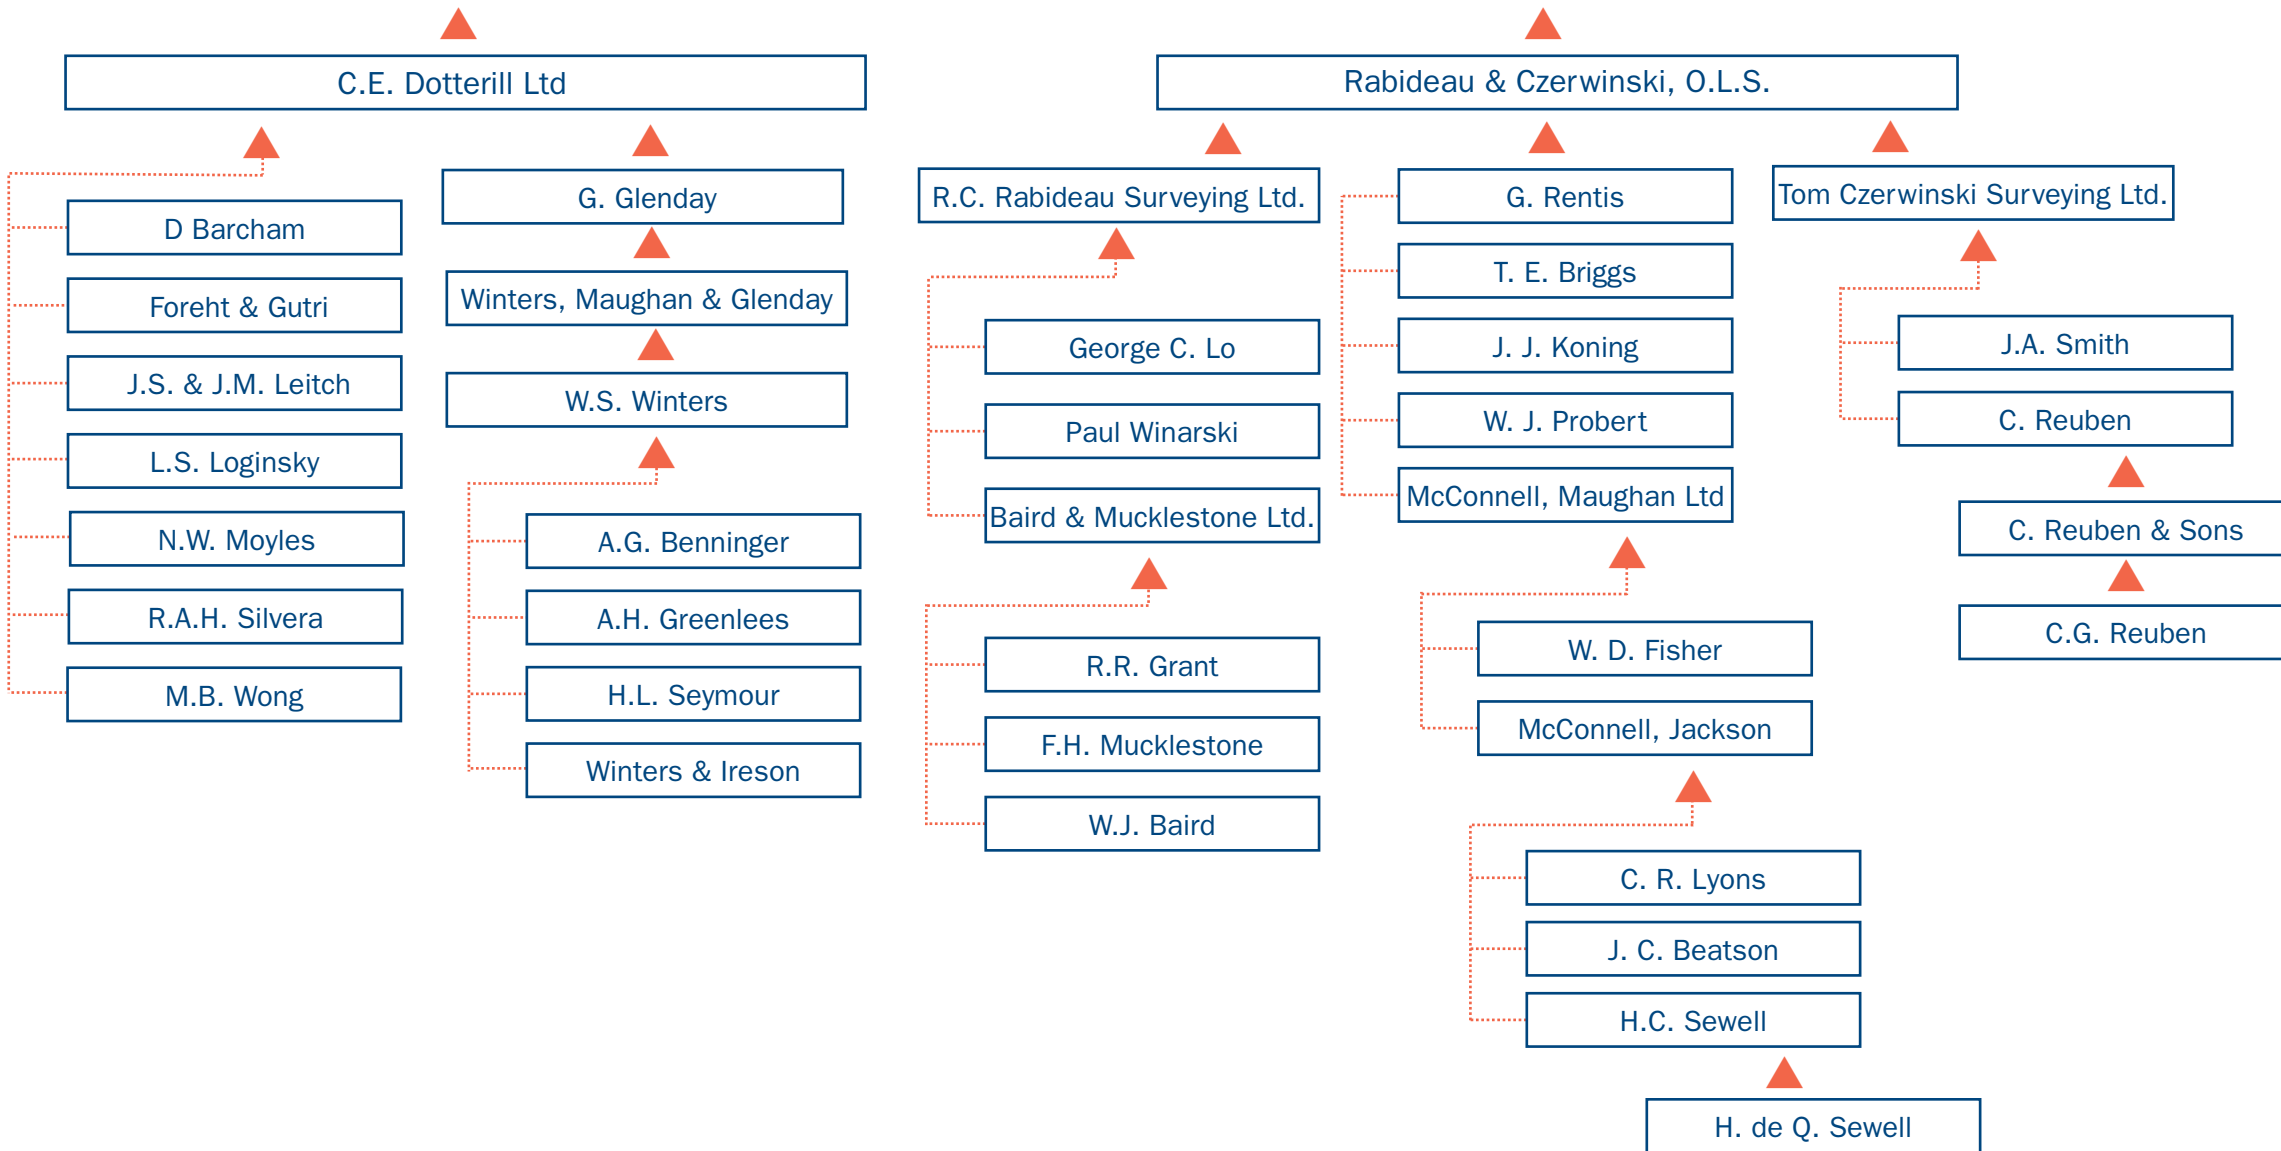 C.E. Dotterill Ltd
D Barcham
Foreht & Gutri
J.S. & J.M. Leitch
L.S. Loginsky
N.W. Moyles
R.A.H. Silvera
M.B. Wong
G. Glenday
Winters, Maughan & Glenday
W.S. Winters
A.G. Benninger
A.H. Greenlees
H.L. Seymour
Winters & Ireson
Rabideau & Czerwinski, O.L.S.
R.C. Rabideau Surveying Ltd.
George C. Lo
Paul Winarski
Baird & Mucklestone Ltd.
R.R. Grant
F.H. Mucklestone
W.J. Baird
G. Rentis
T. E. Briggs
J. J. Koning
W. J. Probert
McConnell, Maughan Ltd
W. D. Fisher
McConnell, Jackson
C. R. Lyons
J. C. Beatson
H.C. Sewell
H. de Q. Sewell
Tom Czerwinski Surveying Ltd.
J.A. Smith
C. Reuben
C. Reuben & Sons
C.G. Reuben